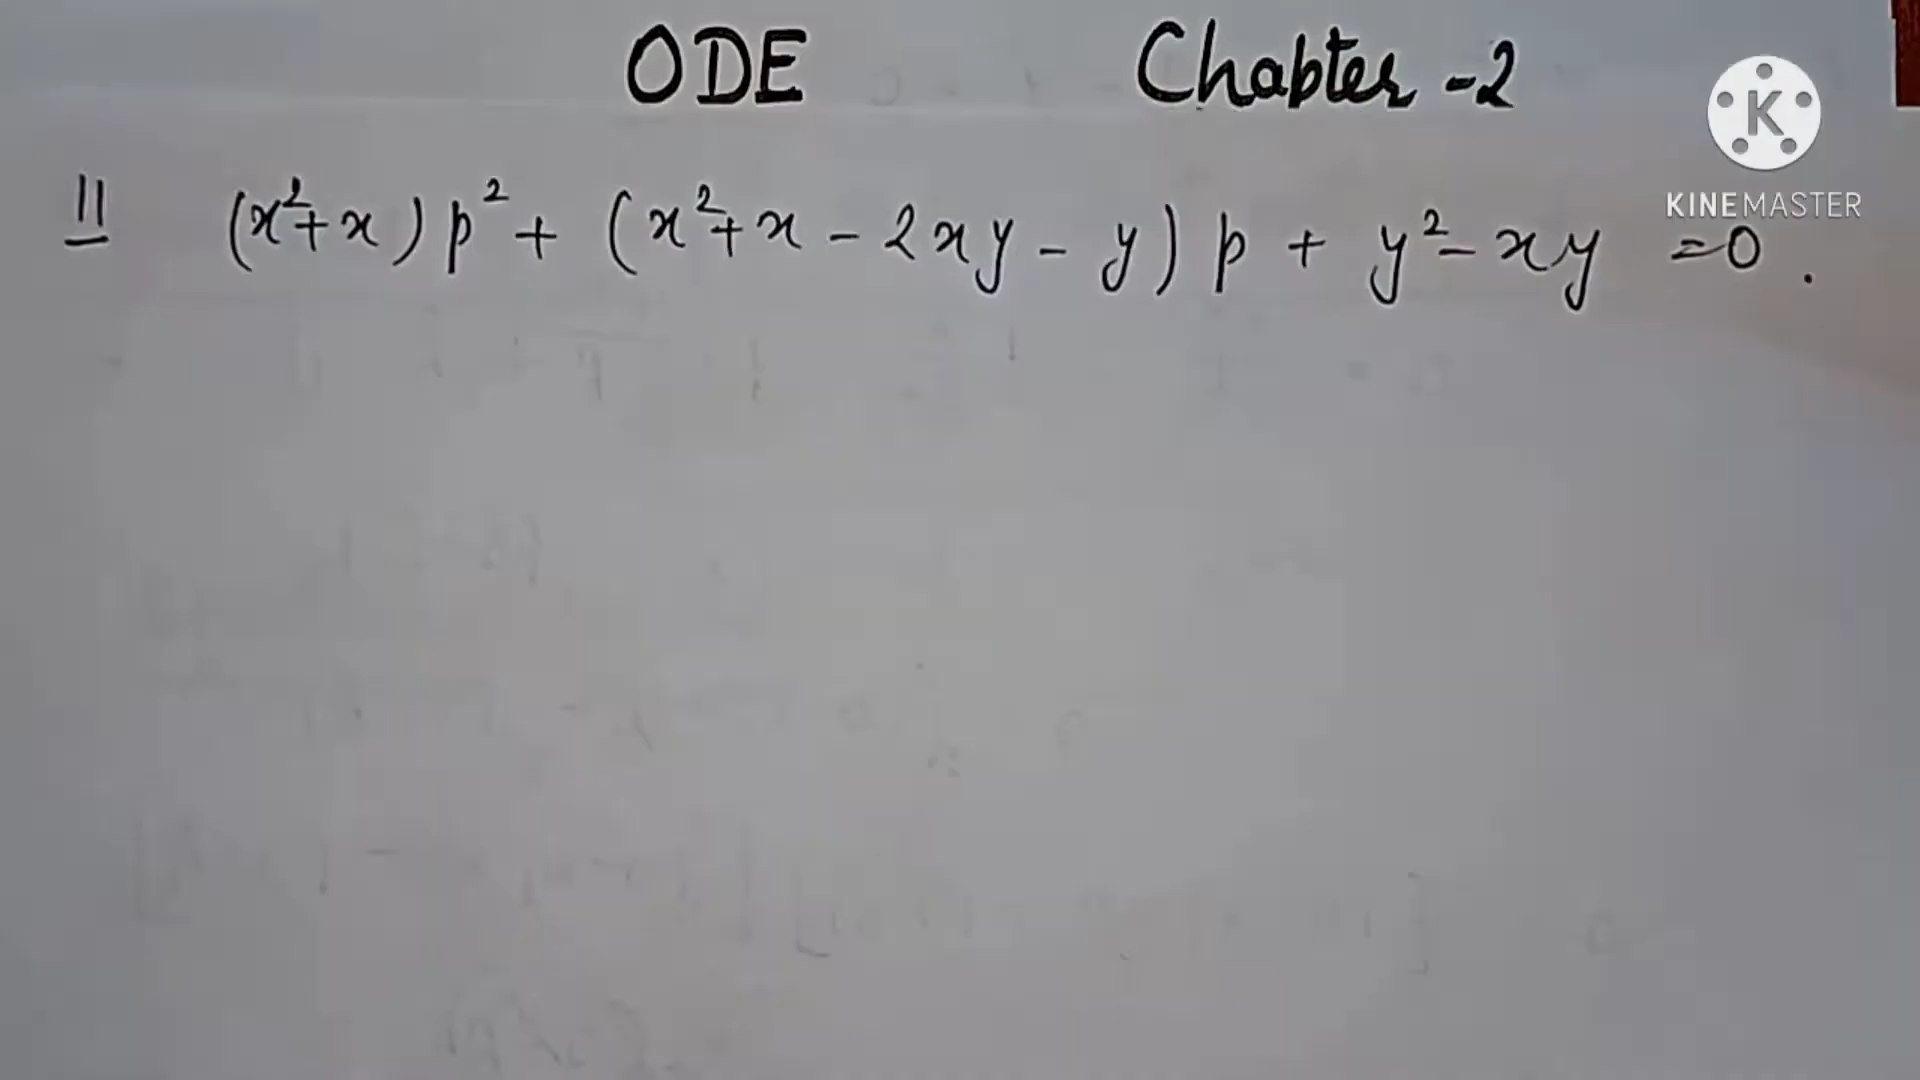 ODE Chabter -2
K
KINEMASTER
11 (x²+x) p² + (x²+x - 2xy - y) p + y² - xy =0.